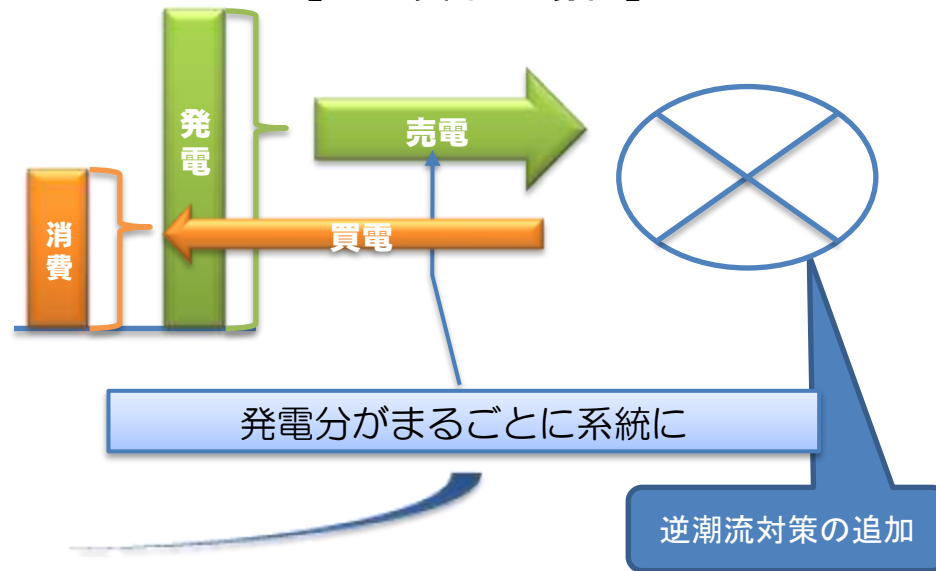 発電
売電
消費
買電
発電分がまるごとに系統に
逆潮流対策の追加